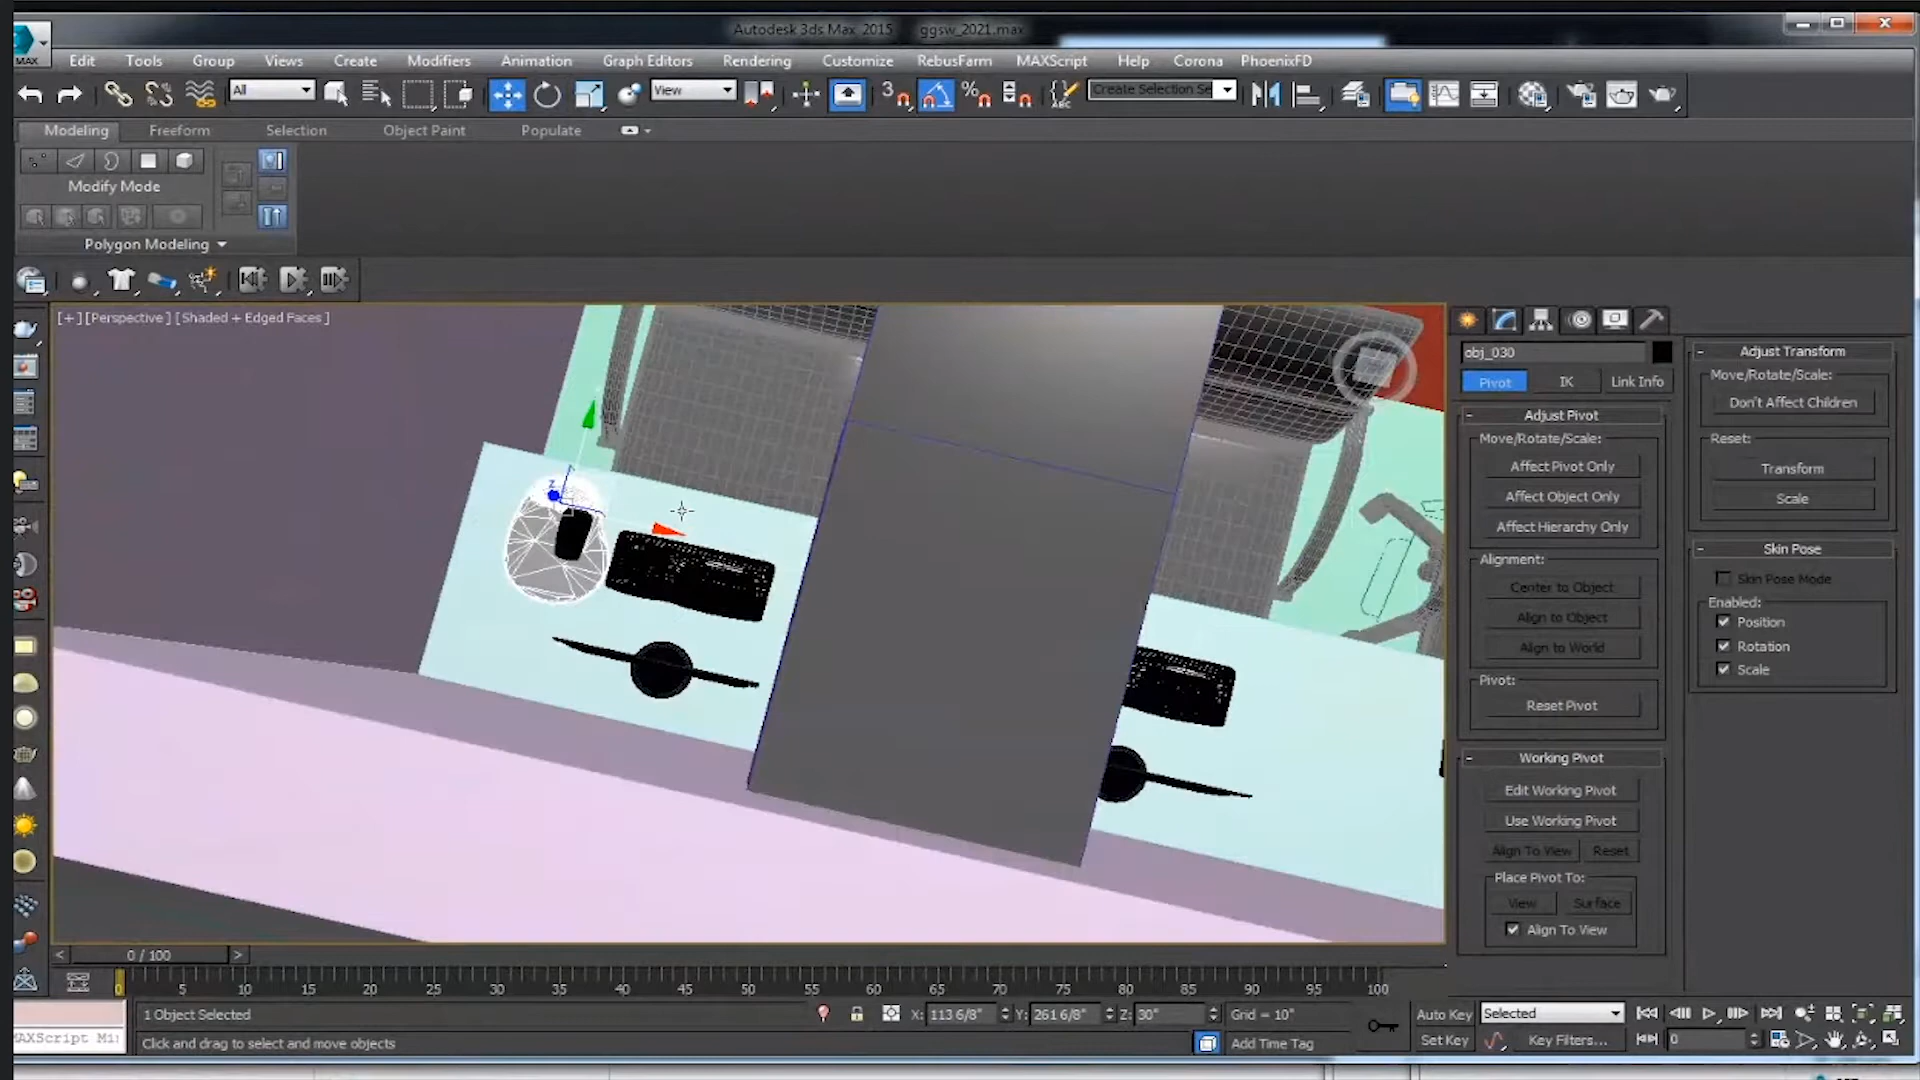 Autodesk 3ds Max 2015 ggsw_2021.max
MAX
Edit Tools Group Views Create Modifiers Animation Graph Editors Rendering Customize RebusFarm MAXScript Help Corona PhoenixFD
All
View
3
%
ABC
Create Selection Se
Modeling Freeform Selection Object Paint Populate
Modify Mode
Polygon Modeling
[+] [Perspective] [Shaded + Edged Faces]
z
obj_030
Pivot IK Link Info
Adjust Pivot
Move/Rotate/Scale:
Affect Pivot Only
Affect Object Only
Affect Hierarchy Only
Alignment:
Center to Object
Align to Object
Align to World
Pivot:
Reset Pivot
Working Pivot
Edit Working Pivot
Use Working Pivot
Align To View Reset
Place Pivot To:
View Surface
Align To View
Adjust Transform
Move/Rotate/Scale:
Don't Affect Children
Reset:
Transform
Scale
Skin Pose
Skin Pose Mode
Enabled:
Position
Rotation
Scale
< 0 / 100 >
0 5 10 15 20 25 30 35 40 45 50 55 60 65 70 75 80 85 90 95 100
1 Object Selected
X: 113 6/8" Y: 261 6/8" Z: 30" Grid = 10"
Auto Key Selected
MAXScript Mi
Click and drag to select and move objects
Add Time Tag
Set Key Key Filters... 0